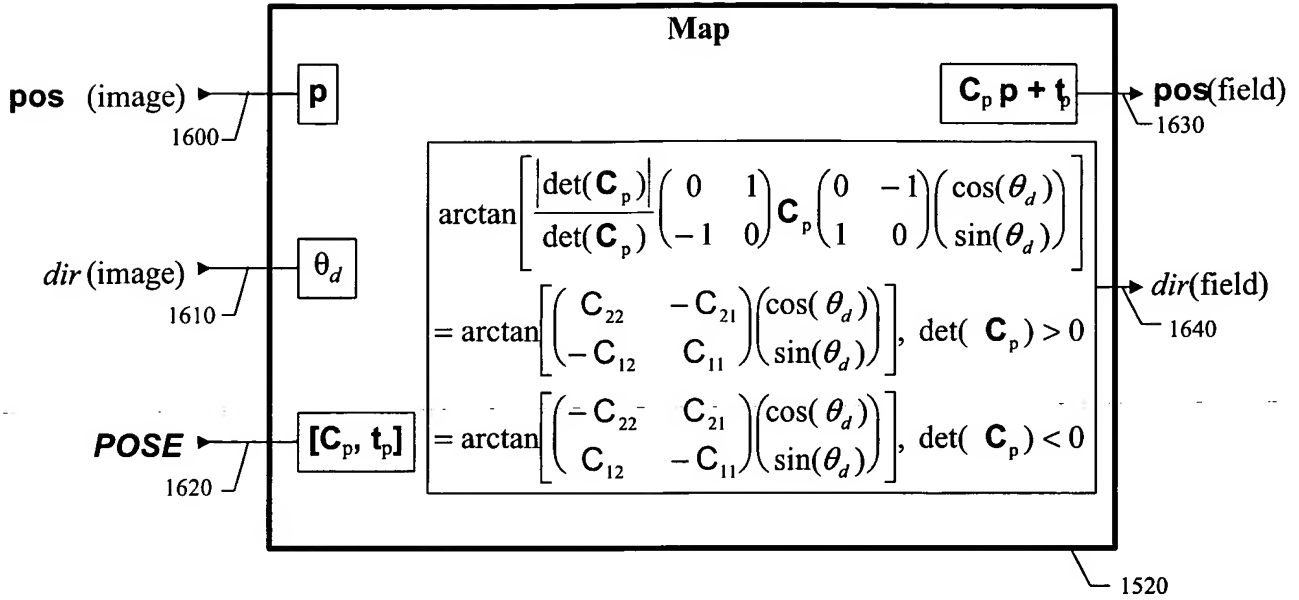 Map
pos (image)
1600
p
C_p p + t_p
pos(field)
1630
arctan[ |det(C_p)| / det(C_p) ( 0 1 ; -1 0 ) C_p ( 0 -1 ; 1 0 ) ( cos(θ_d) ; sin(θ_d) ) ]
dir (image)
1610
θ_d
= arctan[ ( C_22 -C_21 ; -C_12 C_11 ) ( cos( θ_d) ; sin(θ_d) ) ], det( C_p) > 0
dir(field)
1640
POSE
1620
[C_p, t_p]
= arctan[ ( -C_22 C_21 ; C_12 -C_11 ) ( cos( θ_d) ; sin(θ_d) ) ], det( C_p) < 0
1520